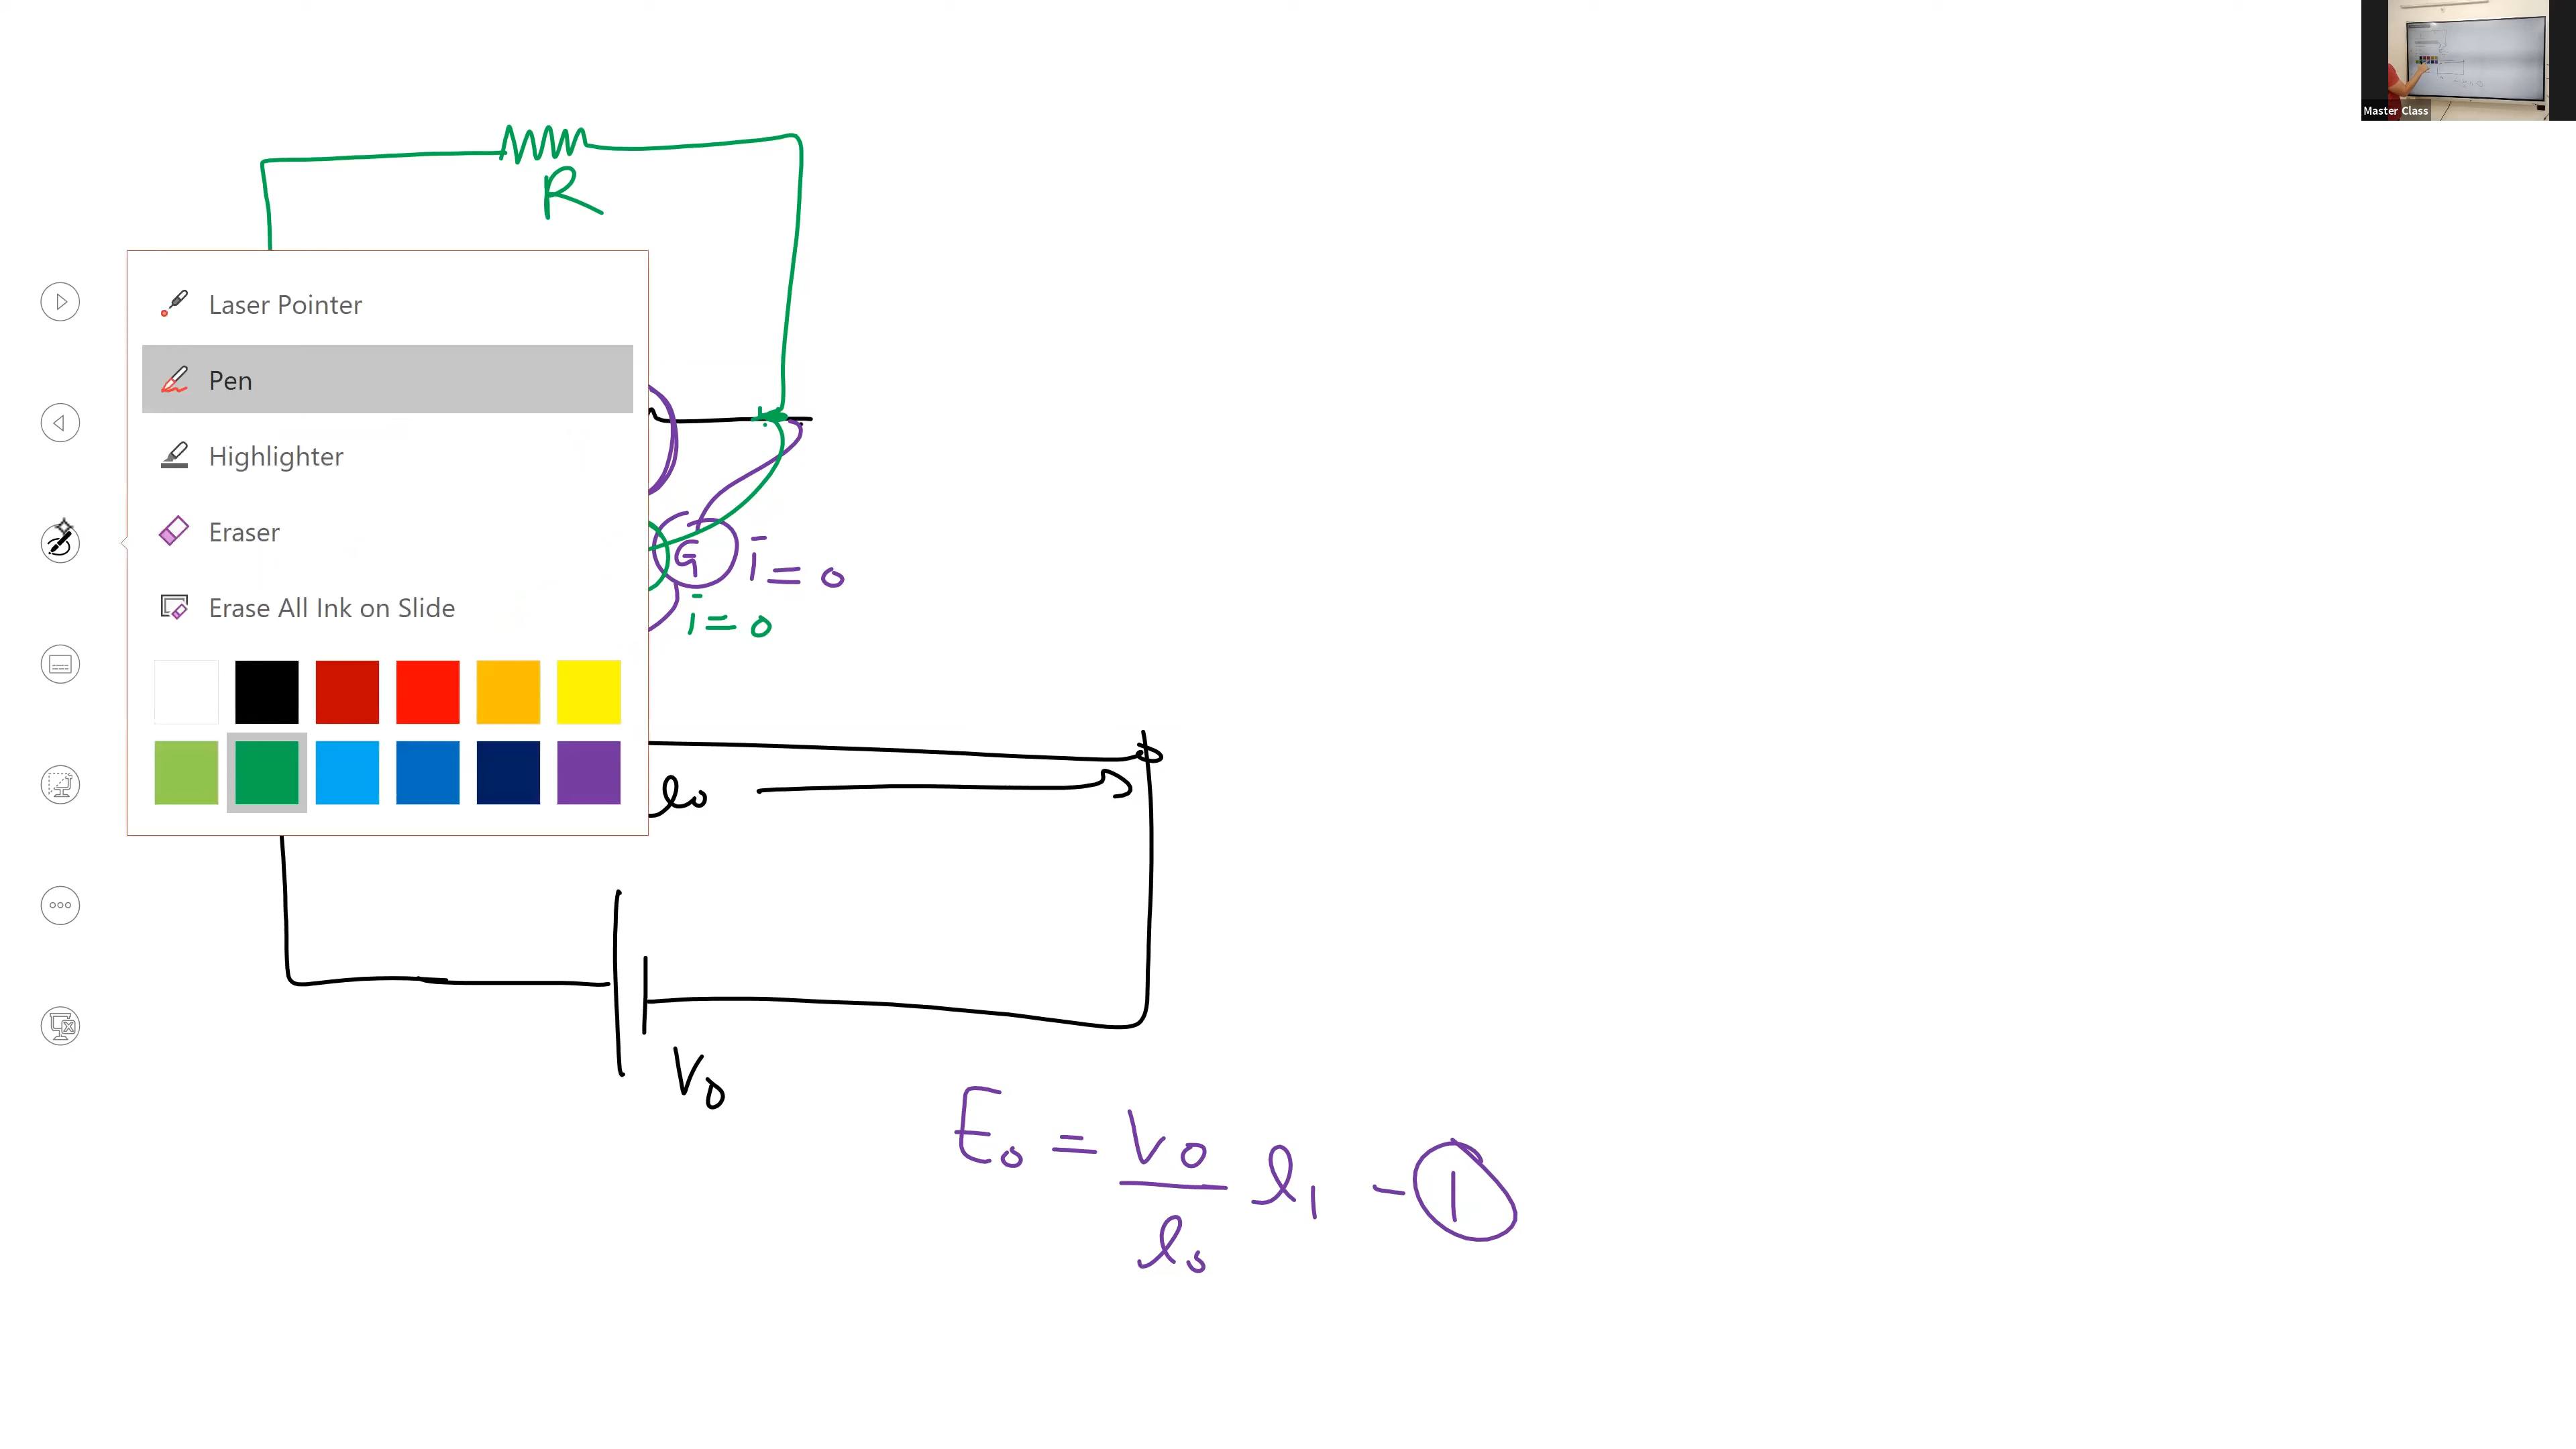 Master Class
R
Laser Pointer
Pen
Highlighter
Eraser
Erase All Ink on Slide
G i = 0
i = 0
l₀
V₀
E₀ = V₀/l₀ l₁ - ①